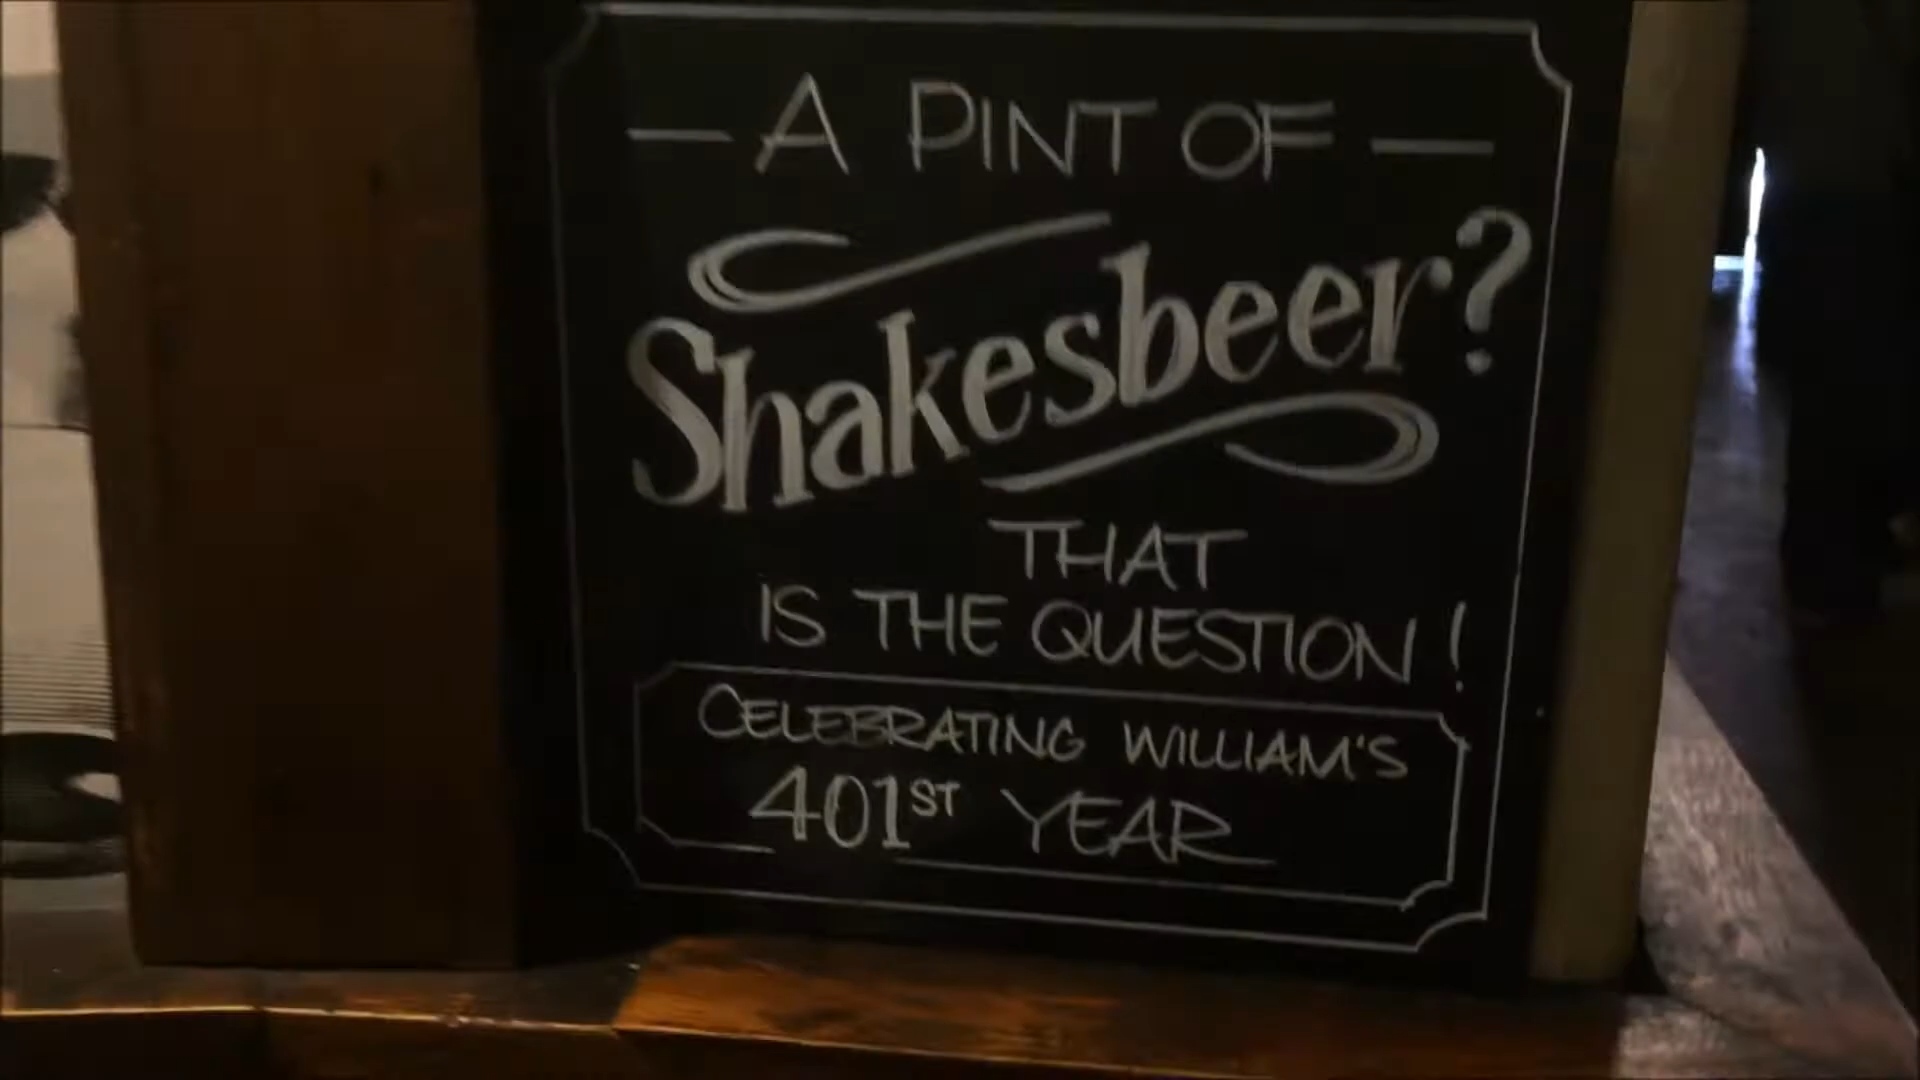 — A PINT OF —
Shakesbeer?
THAT
IS THE QUESTION!
CELEBRATING WILLIAM'S
401ST YEAR